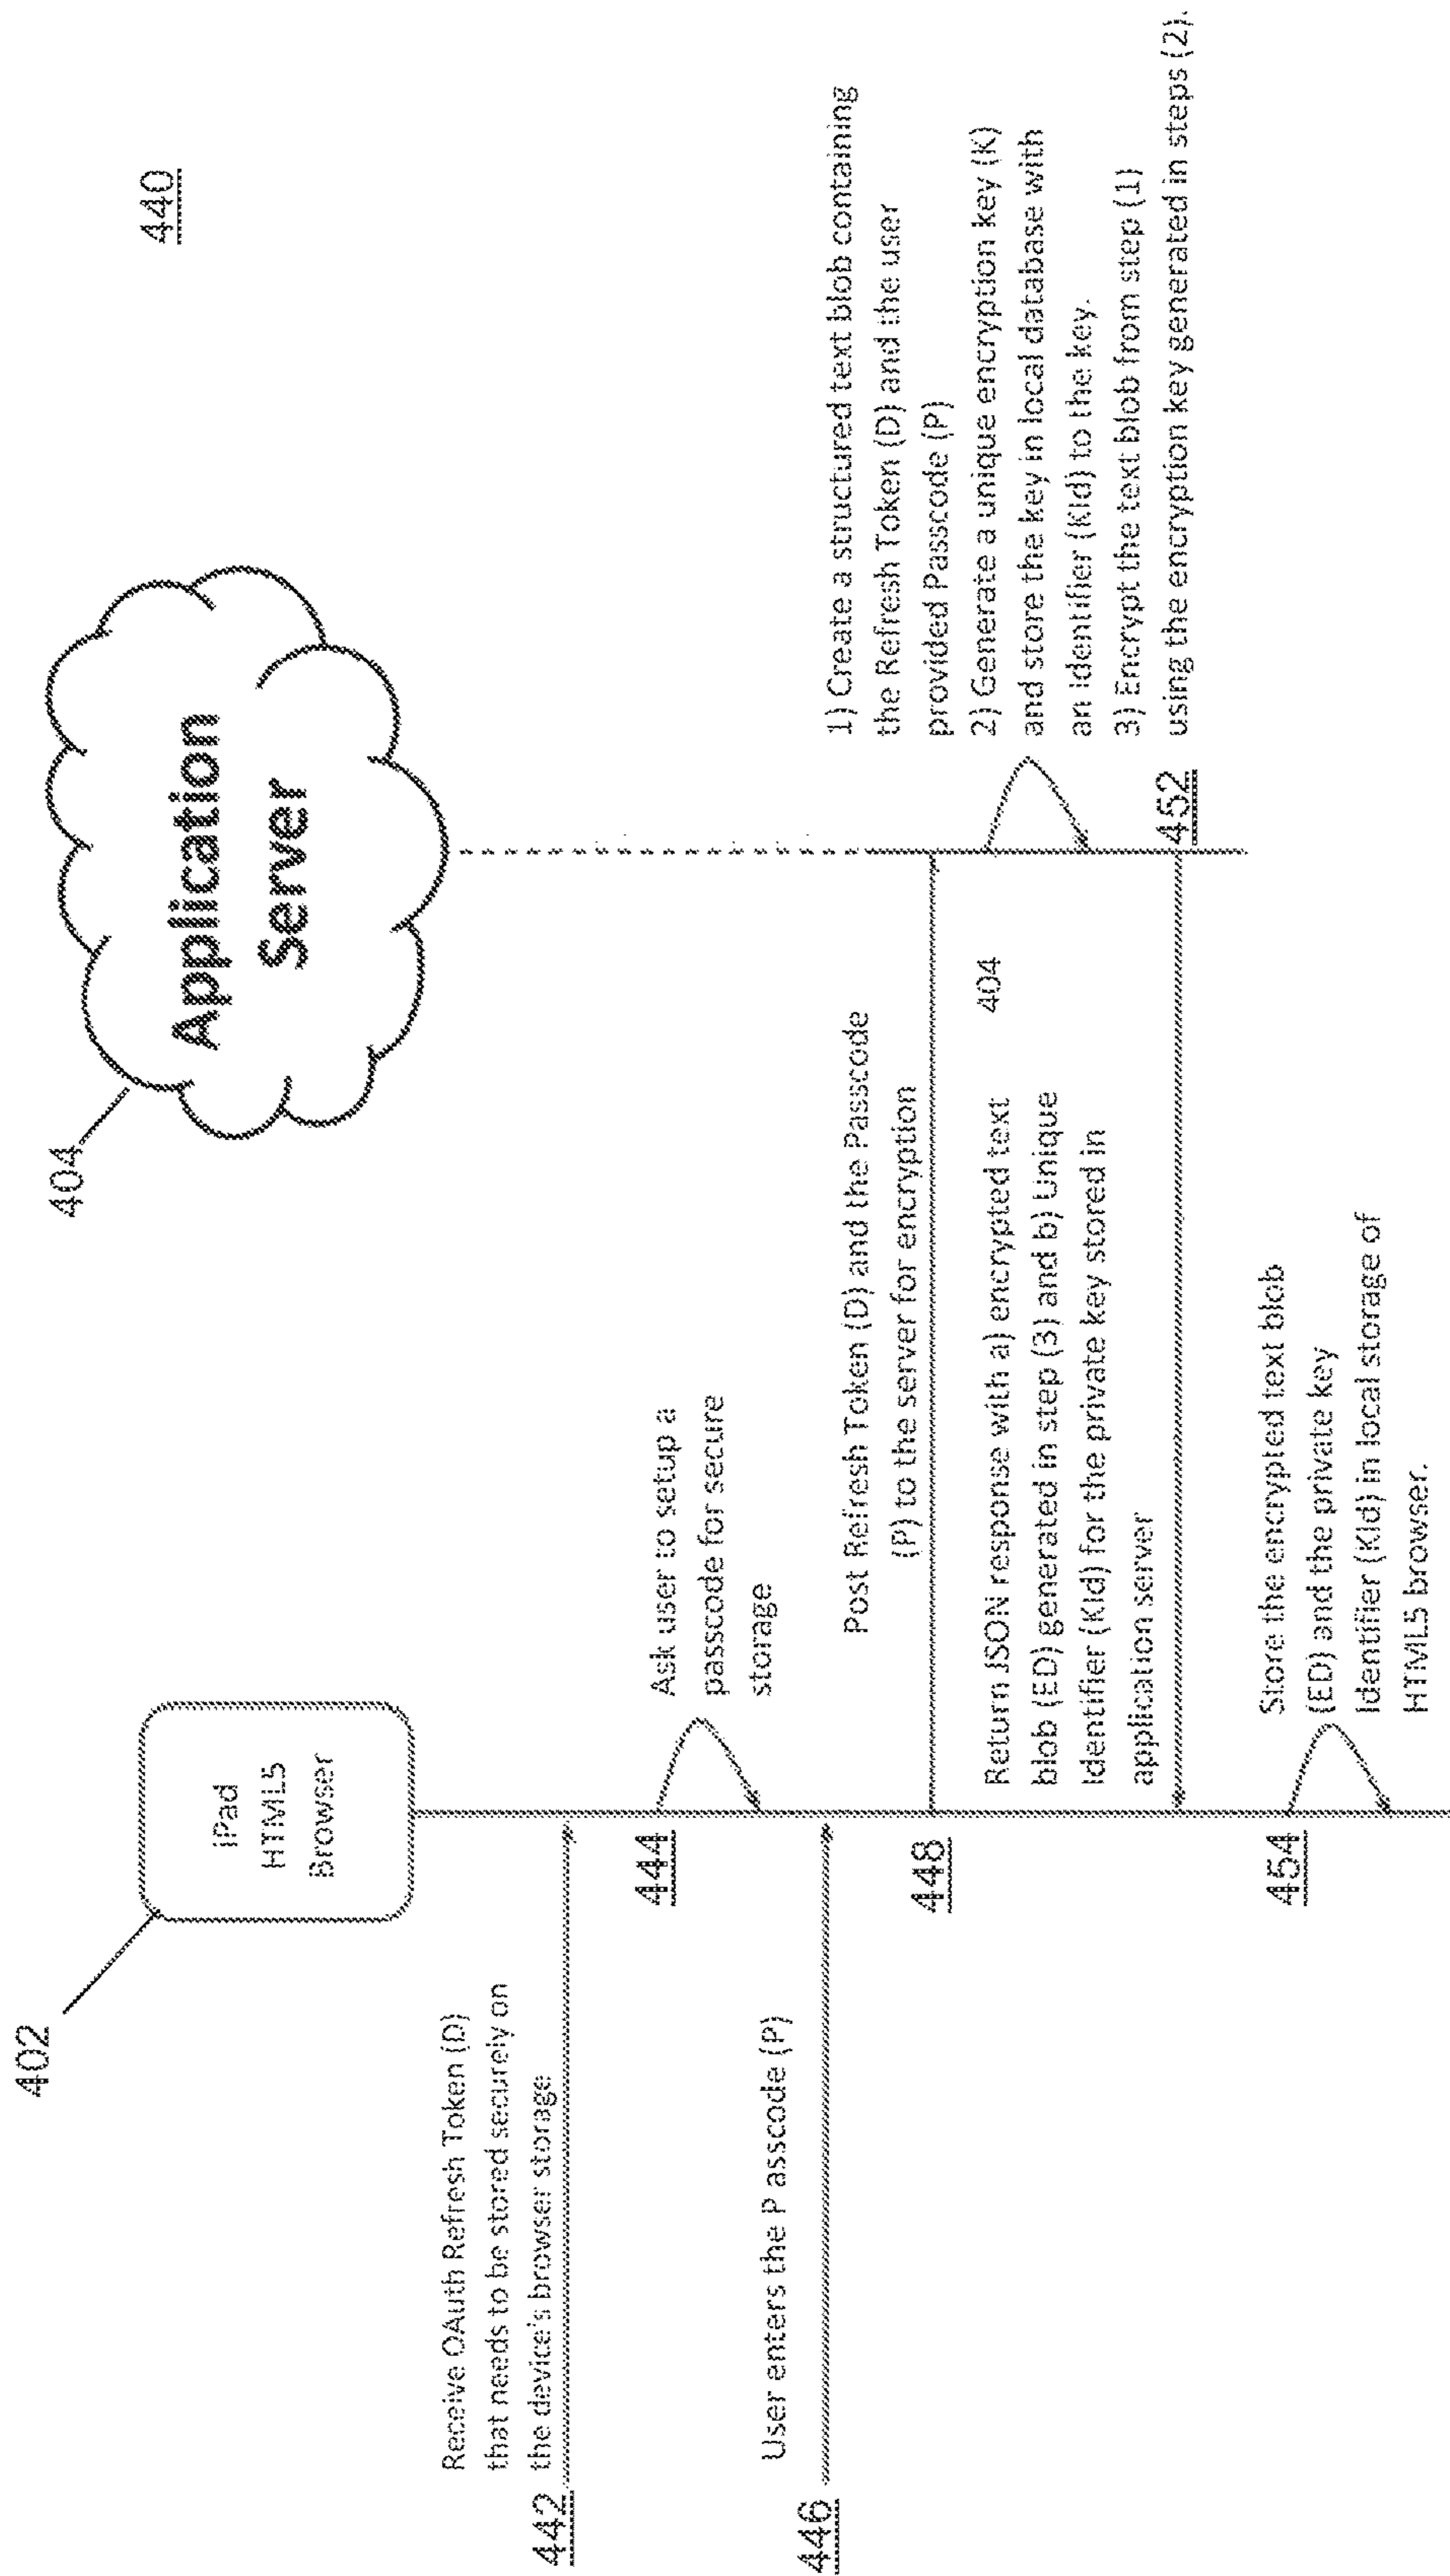 440
402
iPad
HTML5
Browser
404
Application
Server
Receive OAuth Refresh Token (D)
that needs to be stored securely on
the device's browser storage
442
444
Ask user to setup a
passcode for secure
storage
User enters the P asscode (P)
446
448
Post Refresh Token (D) and the Passcode
(P) to the server for encryption
404
1) Create a structured text blob containing
the Refresh Token (D) and the user
provided Passcode (P)
2) Generate a unique encryption key (K)
and store the key in local database with
an Identifier (KId) to the key.
3) Encrypt the text blob from step (1)
using the encryption key generated in steps (2).
452
Return JSON response with a) encrypted text
blob (ED) generated in step (3) and b) Unique
Identifier (KId) for the private key stored in
application server
454
Store the encrypted text blob
(ED) and the private key
Identifier (KId) in local storage of
HTML5 browser.